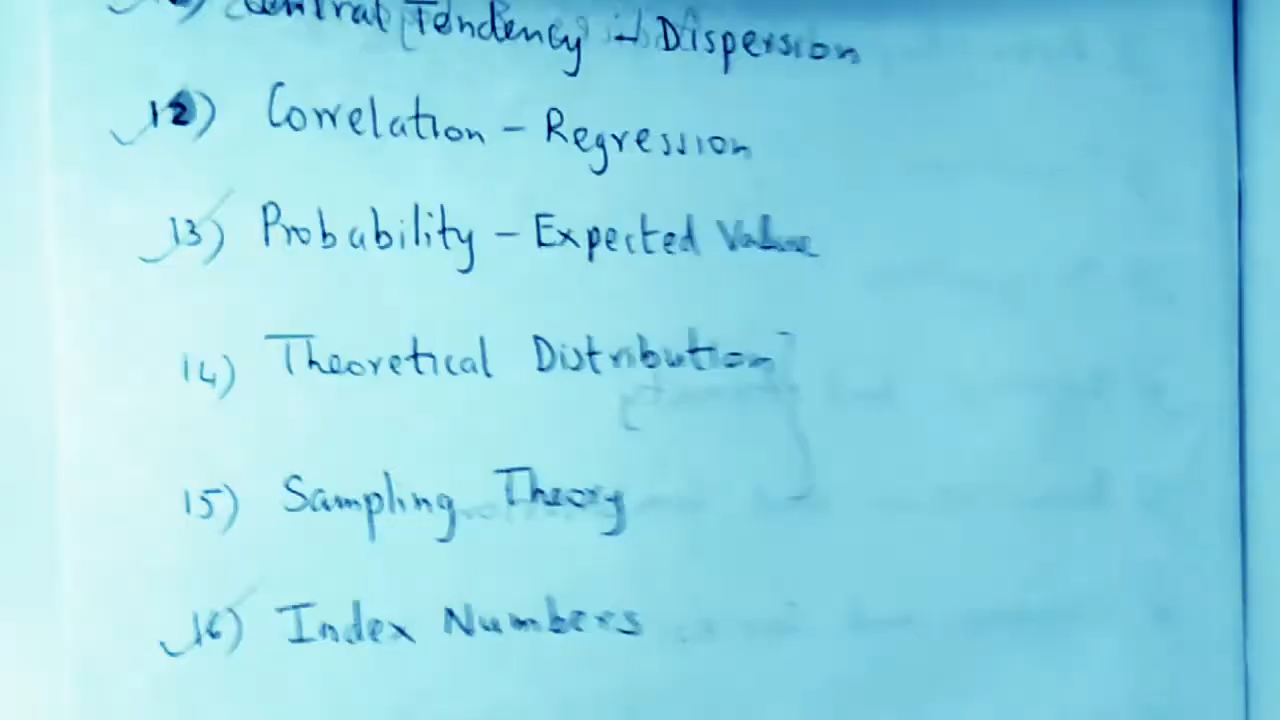 Central Tendency - Dispersion
12) Correlation - Regression
13) Probability - Expected Value
14) Theoretical Distribution
15) Sampling Theory
16) Index Numbers